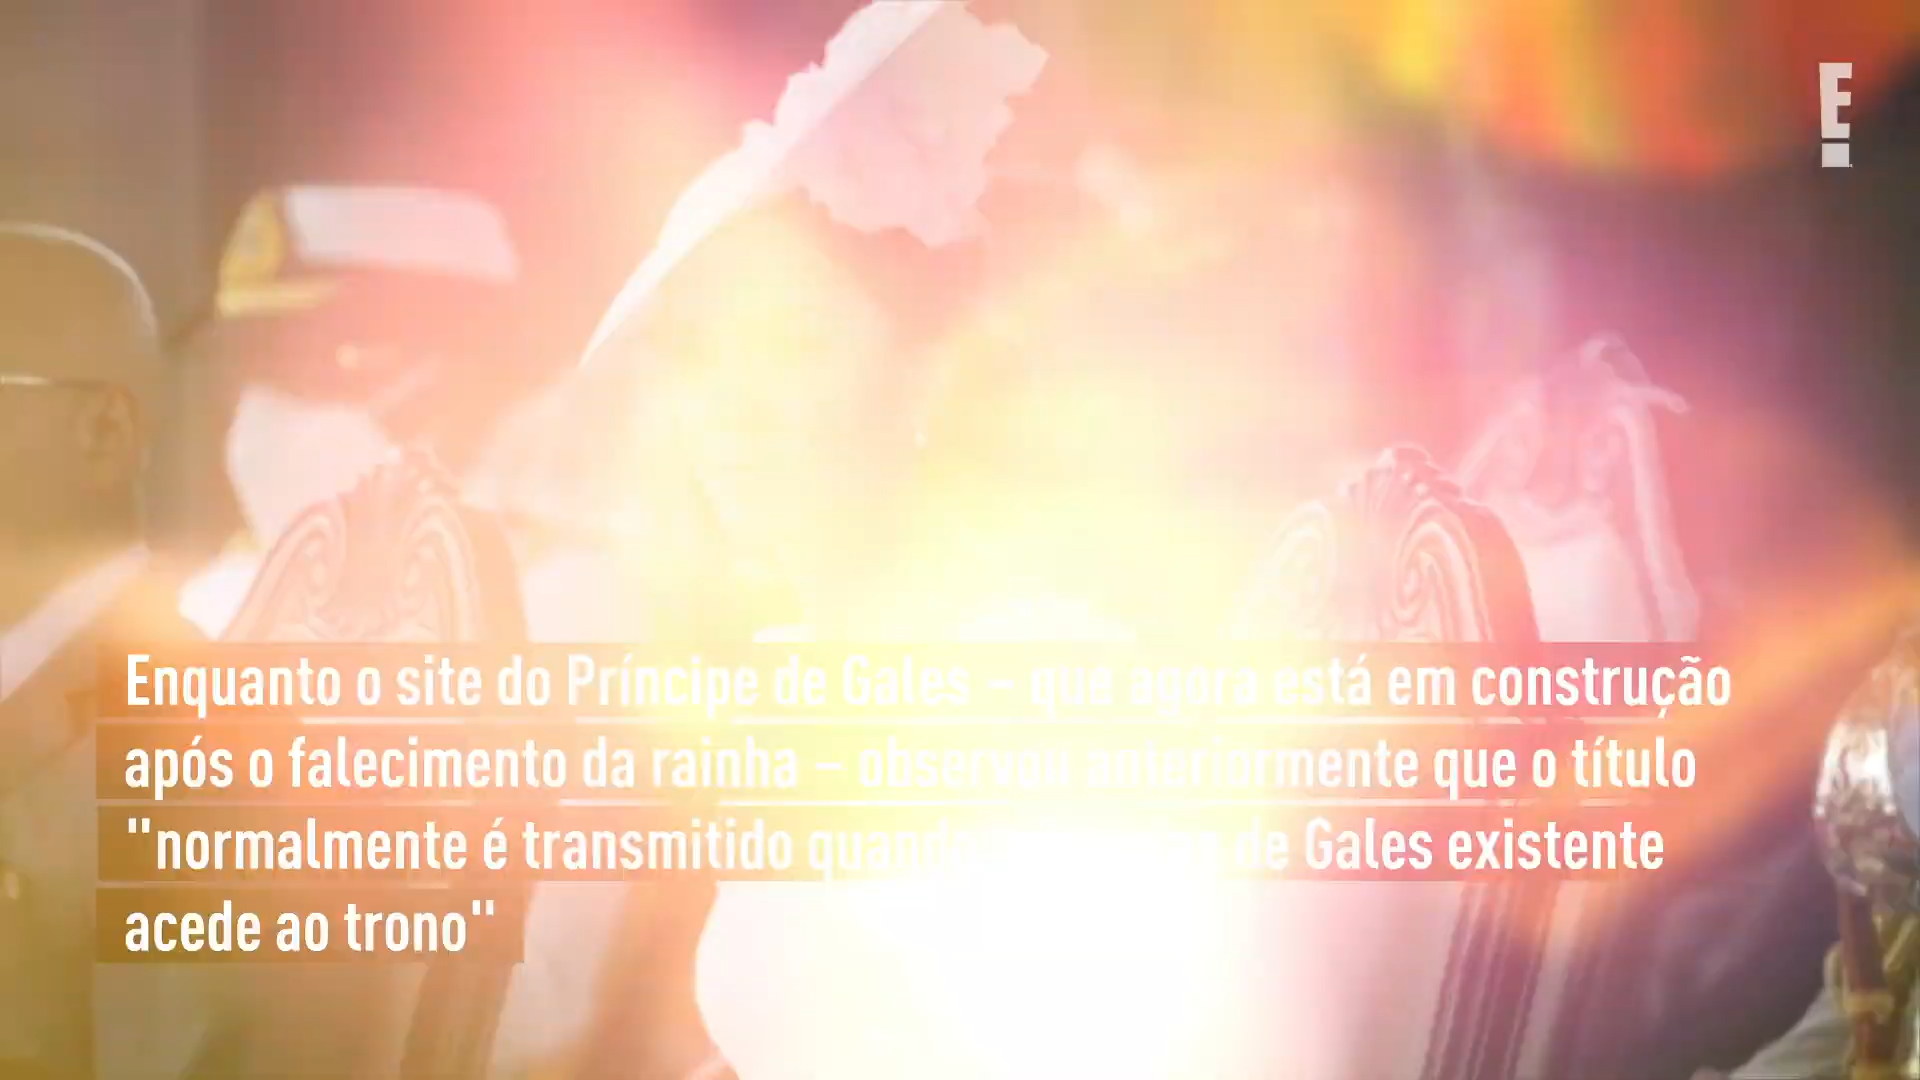 E!
Enquanto o site do Príncipe de Gales – que agora está em construção
após o falecimento da rainha – observou anteriormente que o título
"normalmente é transmitido quando de Gales existente
acede ao trono"